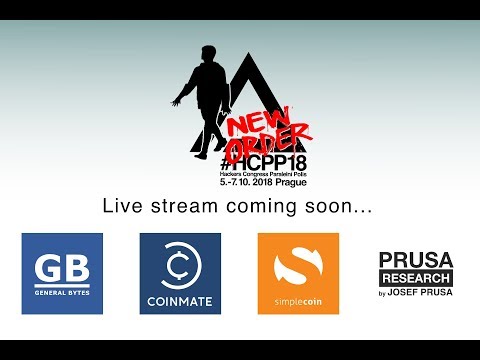 NEW
ORDER
#HCPP18
Hackers Congress Paralelní Polis
5.-7.10. 2018 Prague
Live stream coming soon...
GB
GENERAL BYTES
COINMATE
simplecoin
PRUSA
RESEARCH
by JOSEF PRUSA